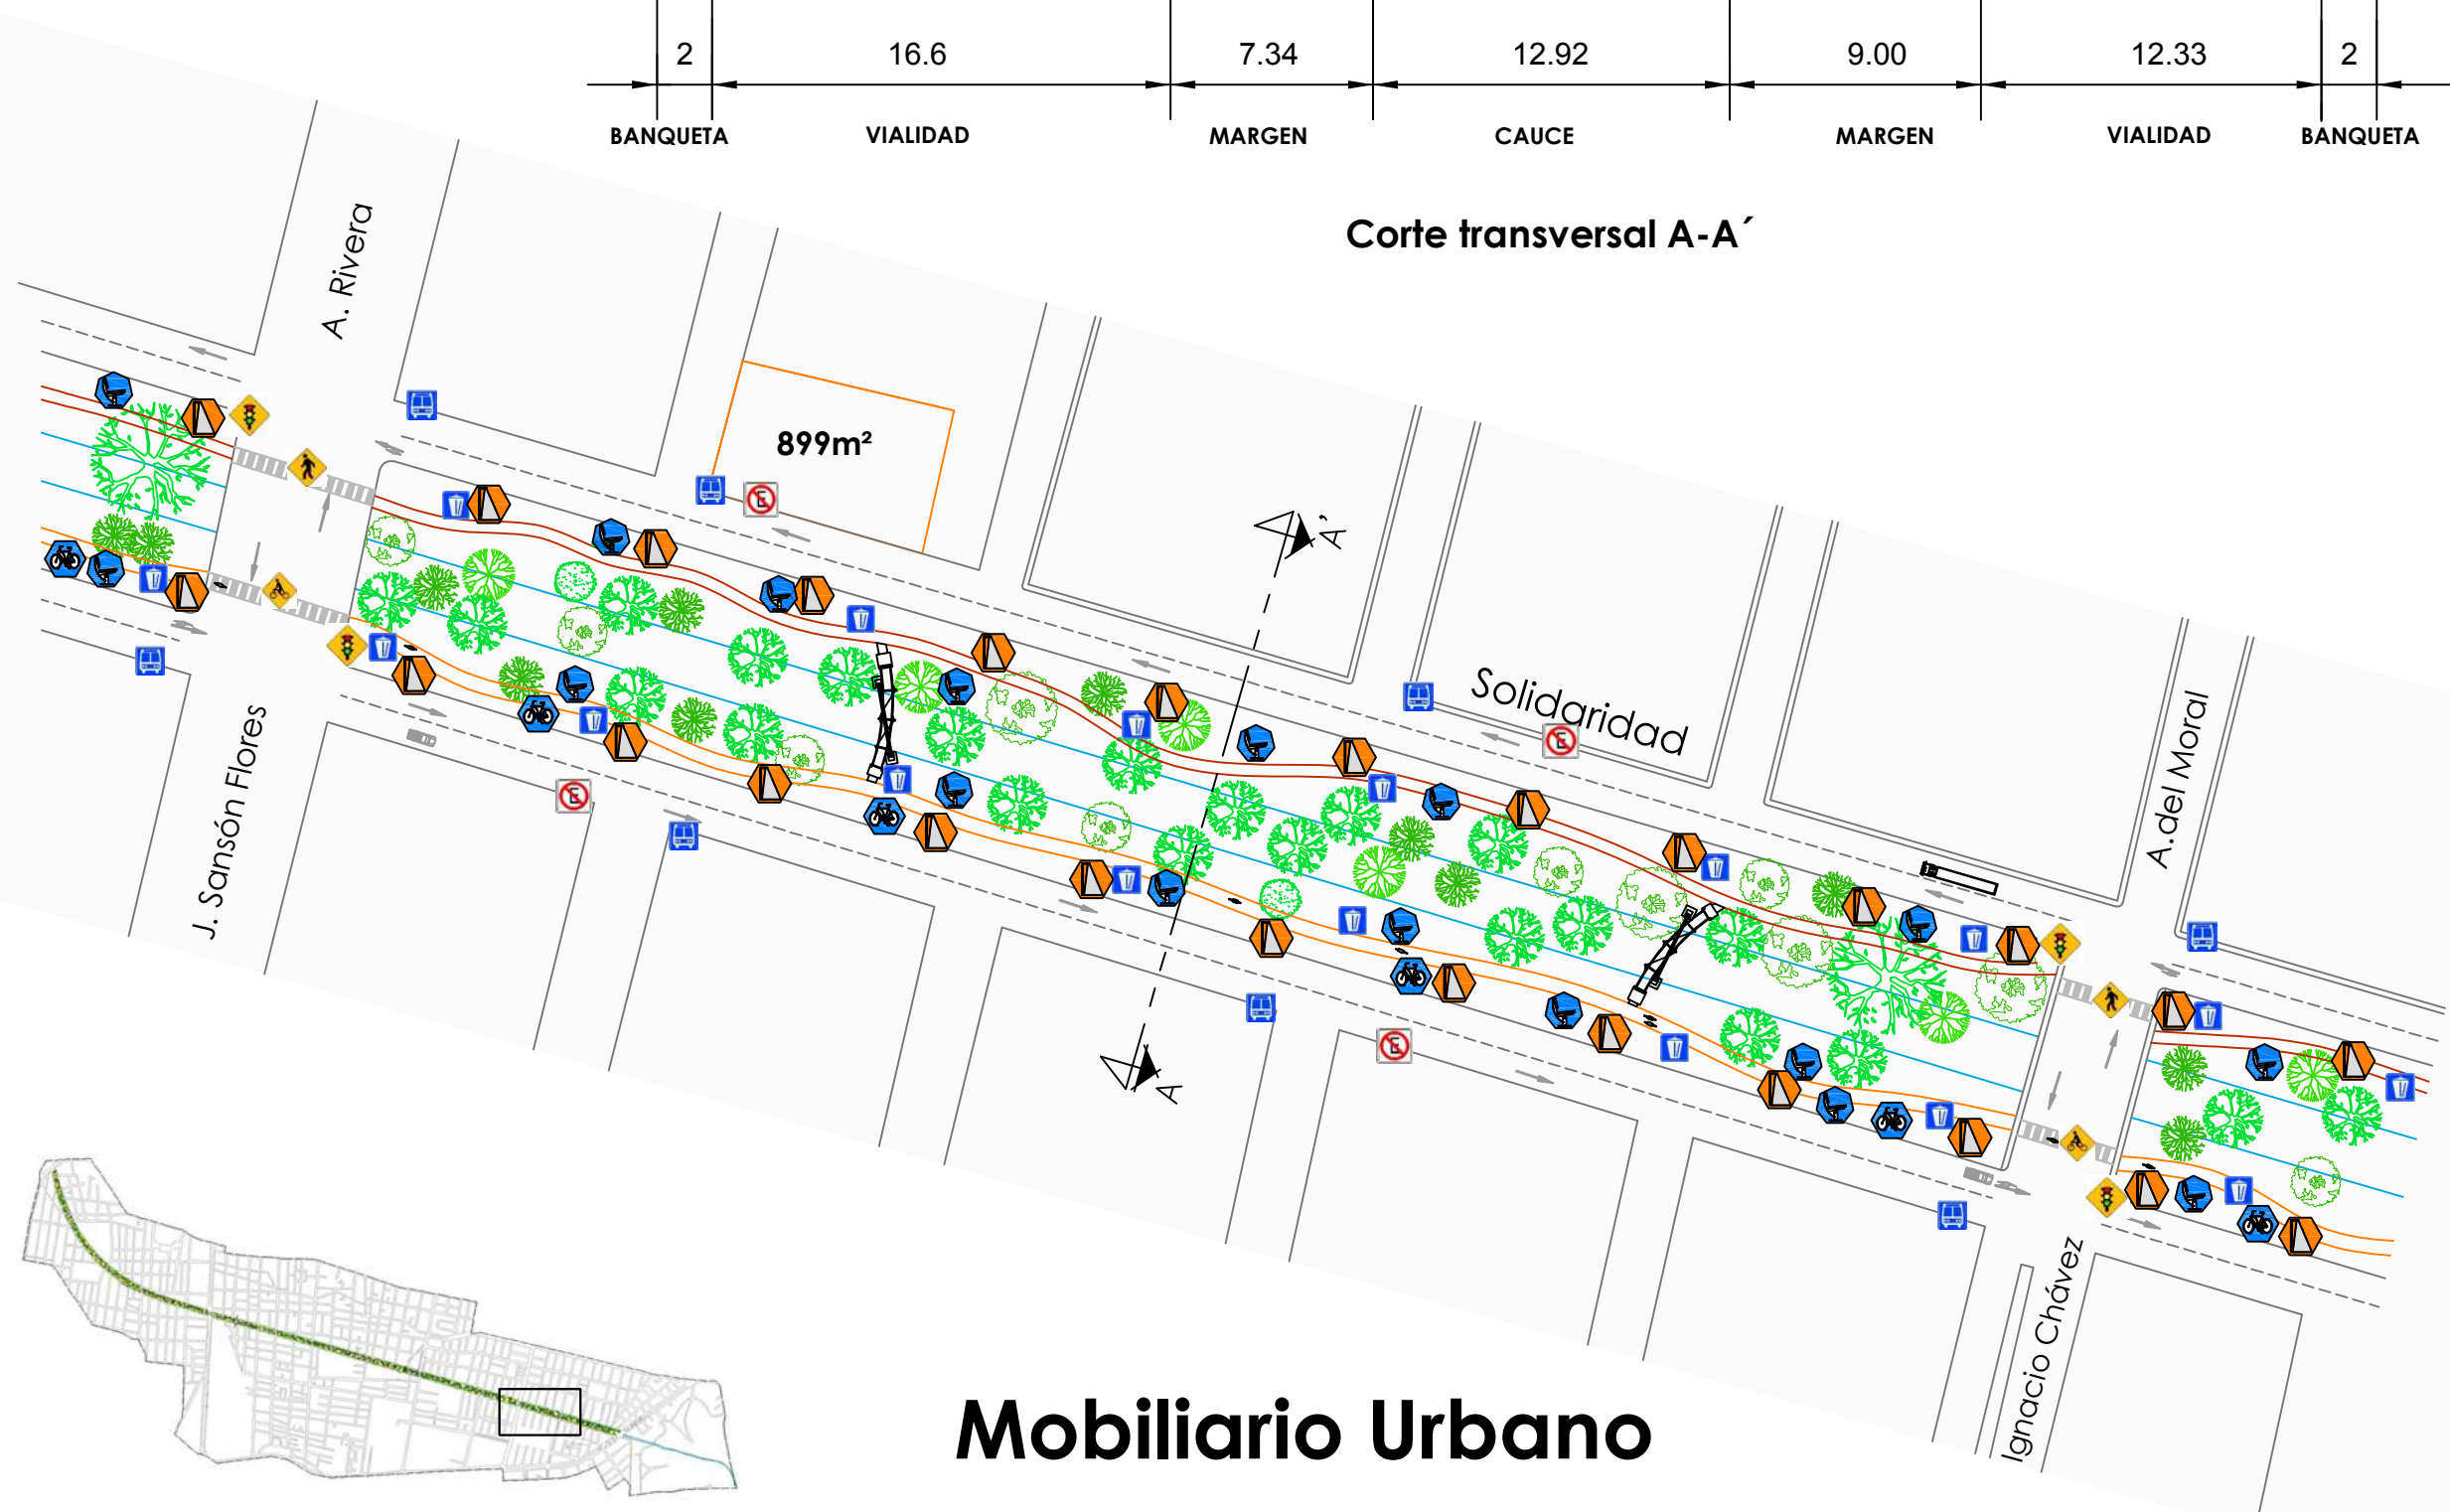 2 16.6 7.34 12.92 9.00 12.33 2
BANQUETA VIALIDAD MARGEN CAUCE MARGEN VIALIDAD BANQUETA
Corte transversal A-A´
A. Rivera
899m²
E
A'
Solidaridad
E
A.del Moral
J. Sansón Flores
E
A
E
Ignacio Chávez
Mobiliario Urbano